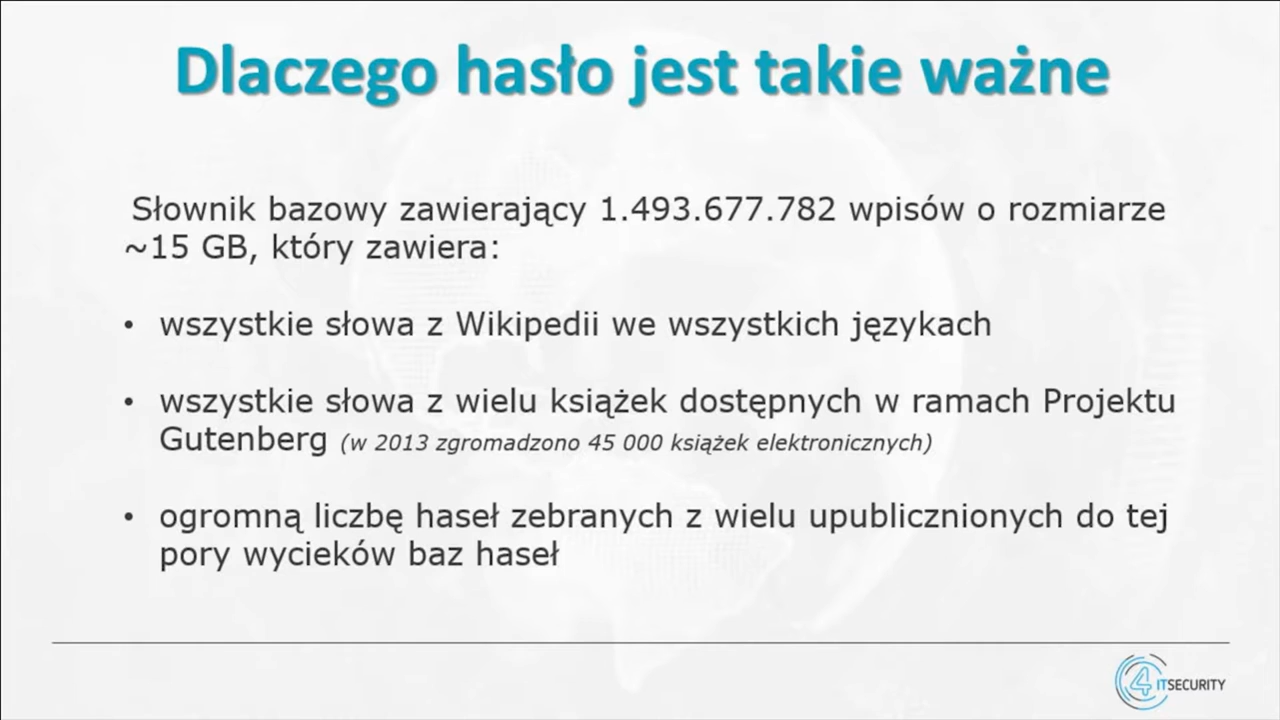 Dlaczego hasło jest takie ważne
Słownik bazowy zawierający 1.493.677.782 wpisów o rozmiarze
~15 GB, który zawiera:
• wszystkie słowa z Wikipedii we wszystkich językach
• wszystkie słowa z wielu książek dostępnych w ramach Projektu
Gutenberg (w 2013 zgromadzono 45 000 książek elektronicznych)
• ogromną liczbę haseł zebranych z wielu upublicznionych do tej
pory wycieków baz haseł
4 ITSECURITY